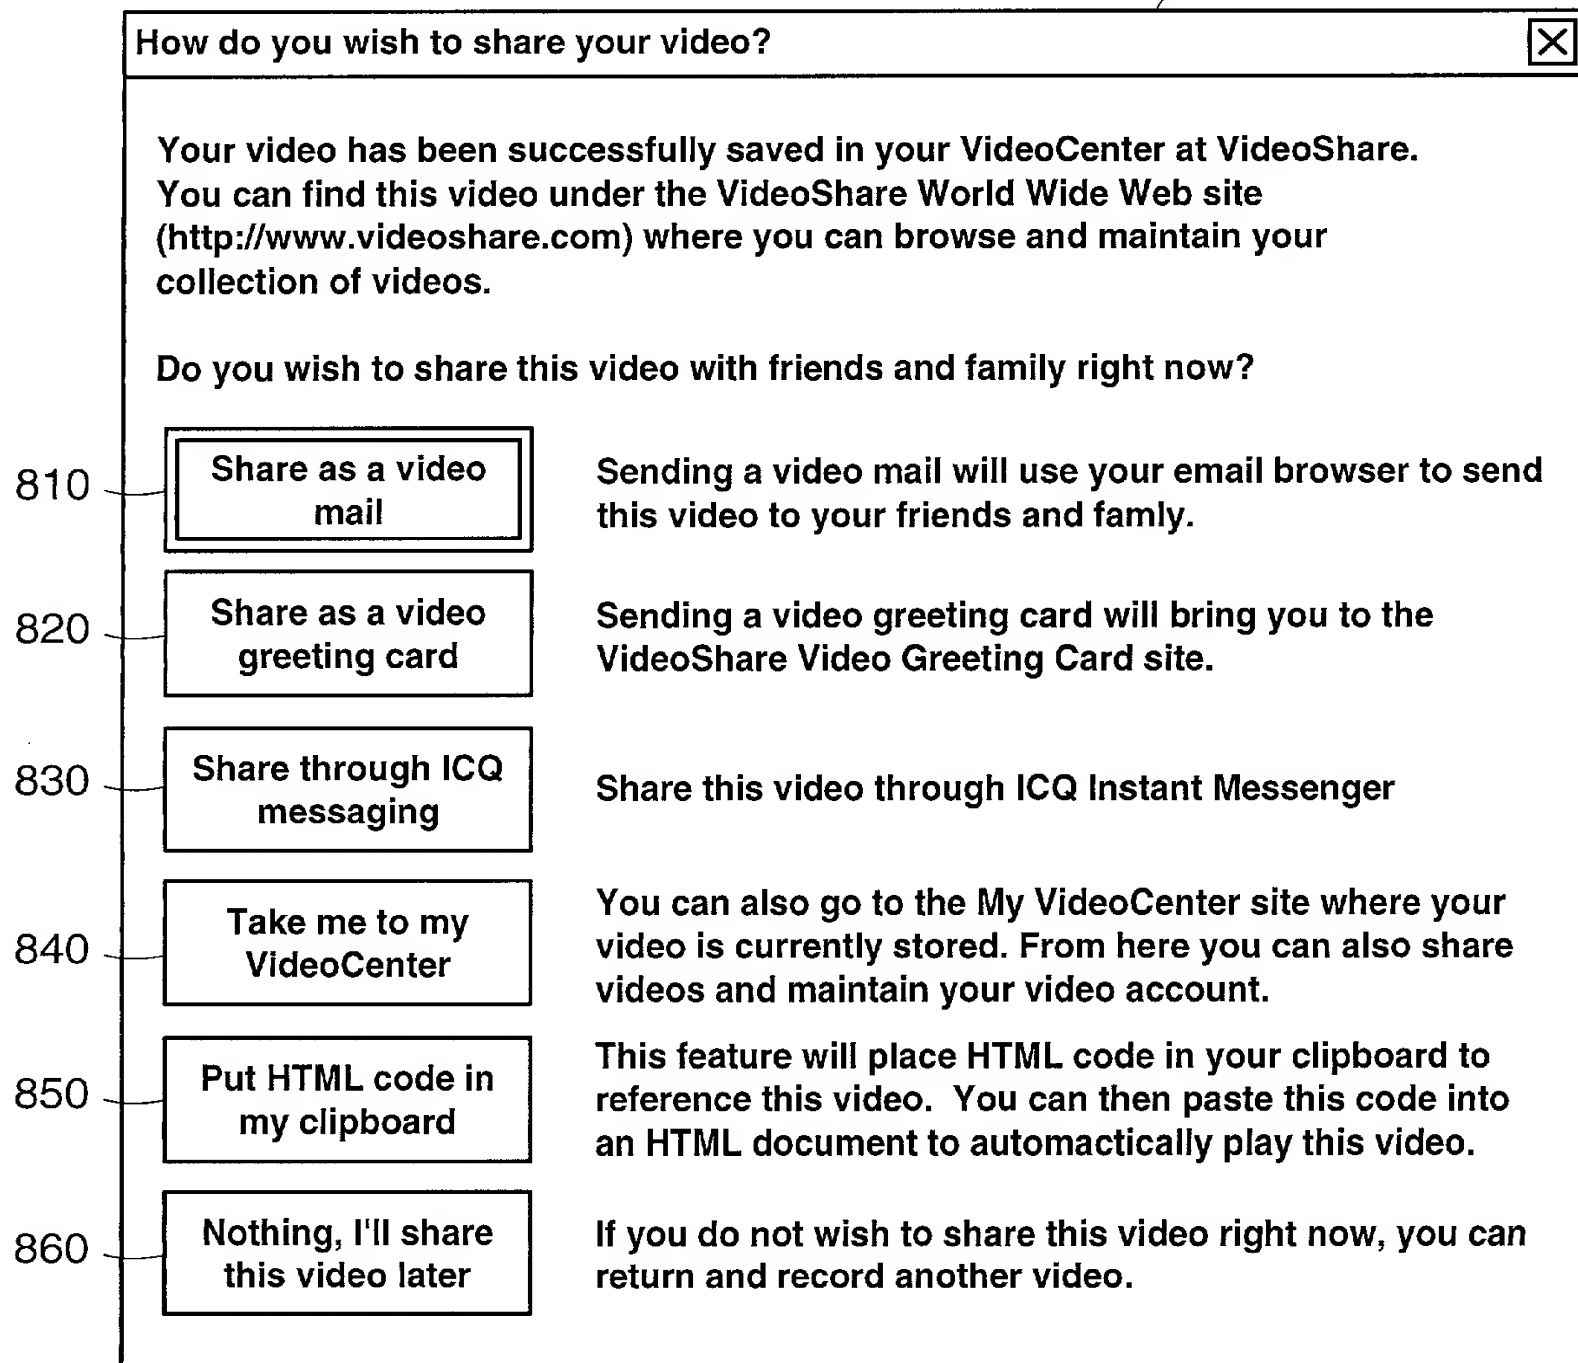 How do you wish to share your video?
Your video has been successfully saved in your VideoCenter at VideoShare.
You can find this video under the VideoShare World Wide Web site
(http://www.videoshare.com) where you can browse and maintain your
collection of videos.
Do you wish to share this video with friends and family right now?
810
Share as a video
mail
Sending a video mail will use your email browser to send
this video to your friends and famly.
820
Share as a video
greeting card
Sending a video greeting card will bring you to the
VideoShare Video Greeting Card site.
830
Share through ICQ
messaging
Share this video through ICQ Instant Messenger
840
Take me to my
VideoCenter
You can also go to the My VideoCenter site where your
video is currently stored. From here you can also share
videos and maintain your video account.
850
Put HTML code in
my clipboard
This feature will place HTML code in your clipboard to
reference this video.  You can then paste this code into
an HTML document to automactically play this video.
860
Nothing, I'll share
this video later
If you do not wish to share this video right now, you can
return and record another video.